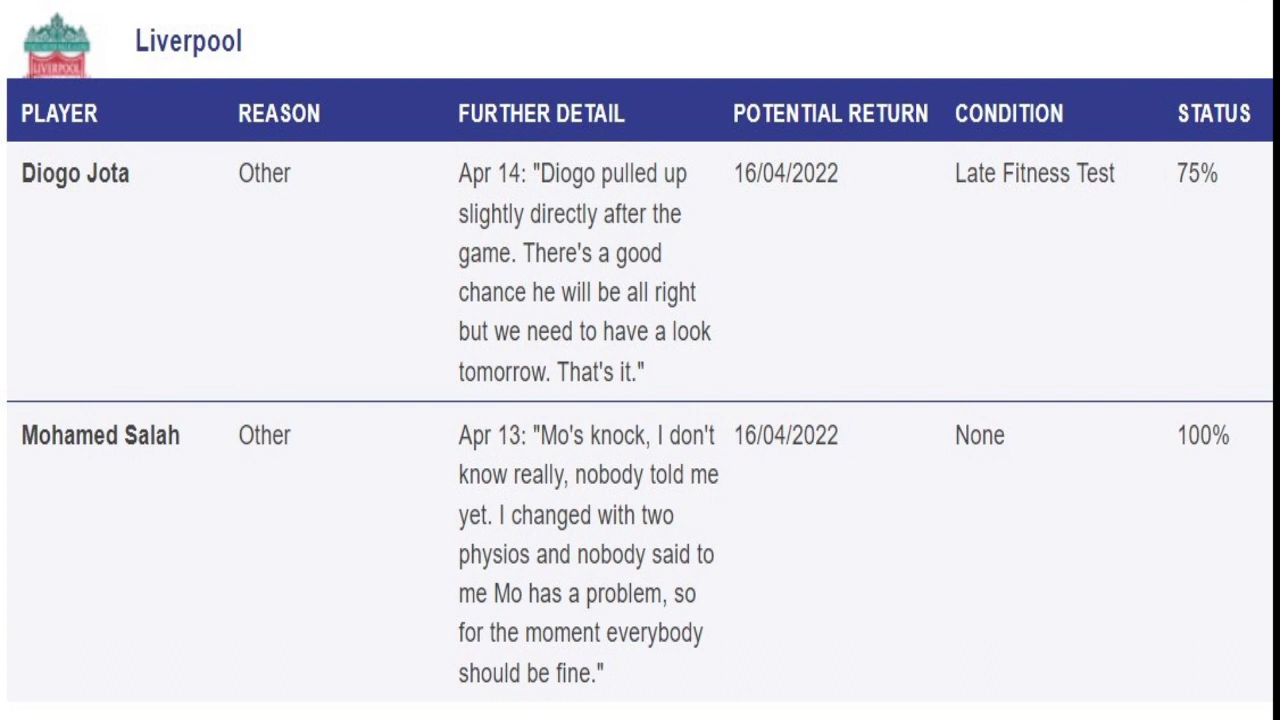 LIVERPOOL
Liverpool
PLAYER REASON FURTHER DETAIL POTENTIAL RETURN CONDITION STATUS
Diogo Jota Other Apr 14: "Diogo pulled up 16/04/2022 Late Fitness Test 75%
slightly directly after the
game. There's a good
chance he will be all right
but we need to have a look
tomorrow. That's it."
Mohamed Salah Other Apr 13: "Mo's knock, I don't 16/04/2022 None 100%
know really, nobody told me
yet. I changed with two
physios and nobody said to
me Mo has a problem, so
for the moment everybody
should be fine."